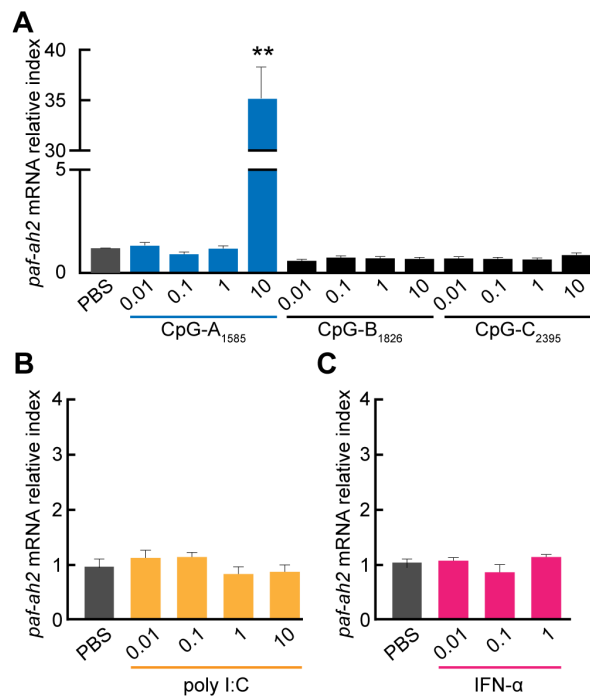 A
paf-ah2 mRNA relative index
40
35
30
5
0
**
PBS
0.01
0.1
1
10
0.01
0.1
1
10
0.01
0.1
1
10
CpG-A1585
CpG-B1826
CpG-C2395
B
paf-ah2 mRNA relative index
4
3
2
1
0
PBS
0.01
0.1
1
10
poly I:C
C
paf-ah2 mRNA relative index
4
3
2
1
0
PBS
0.01
0.1
1
IFN-α